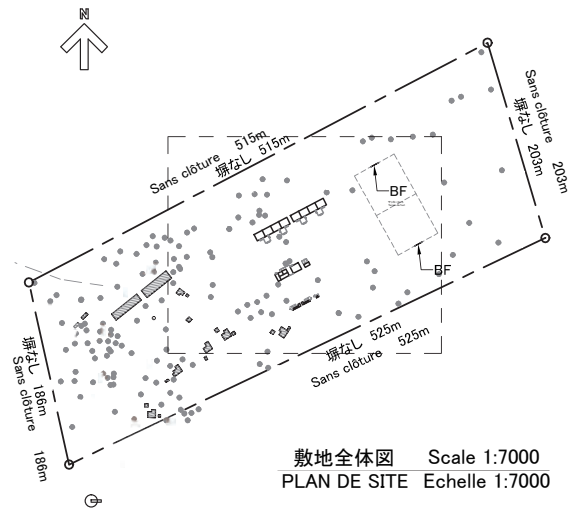 N
Sans clôture 515m
塀なし 515m
Sans clôture 203m
塀なし 203m
BF
BF
塀なし 525m
Sans clôture 525m
塀なし 186m
Sans clôture 186m
敷地全体図 Scale 1:7000
PLAN DE SITE Echelle 1:7000